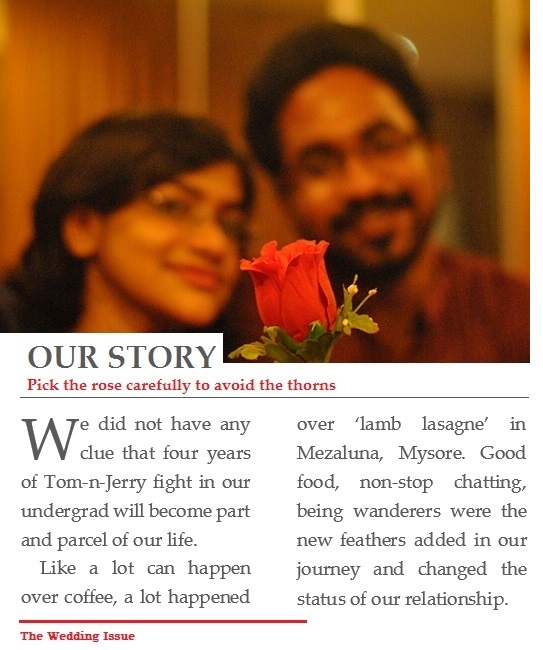 OUR STORY
Pick the rose carefully to avoid the thorns
We did not have any
clue that four years
of Tom-n-Jerry fight in our
undergrad will become part
and parcel of our life.
Like a lot can happen
over coffee, a lot happened
over ‘lamb lasagne’ in
Mezaluna, Mysore. Good
food, non-stop chatting,
being wanderers were the
new feathers added in our
journey and changed the
status of our relationship.
The Wedding Issue